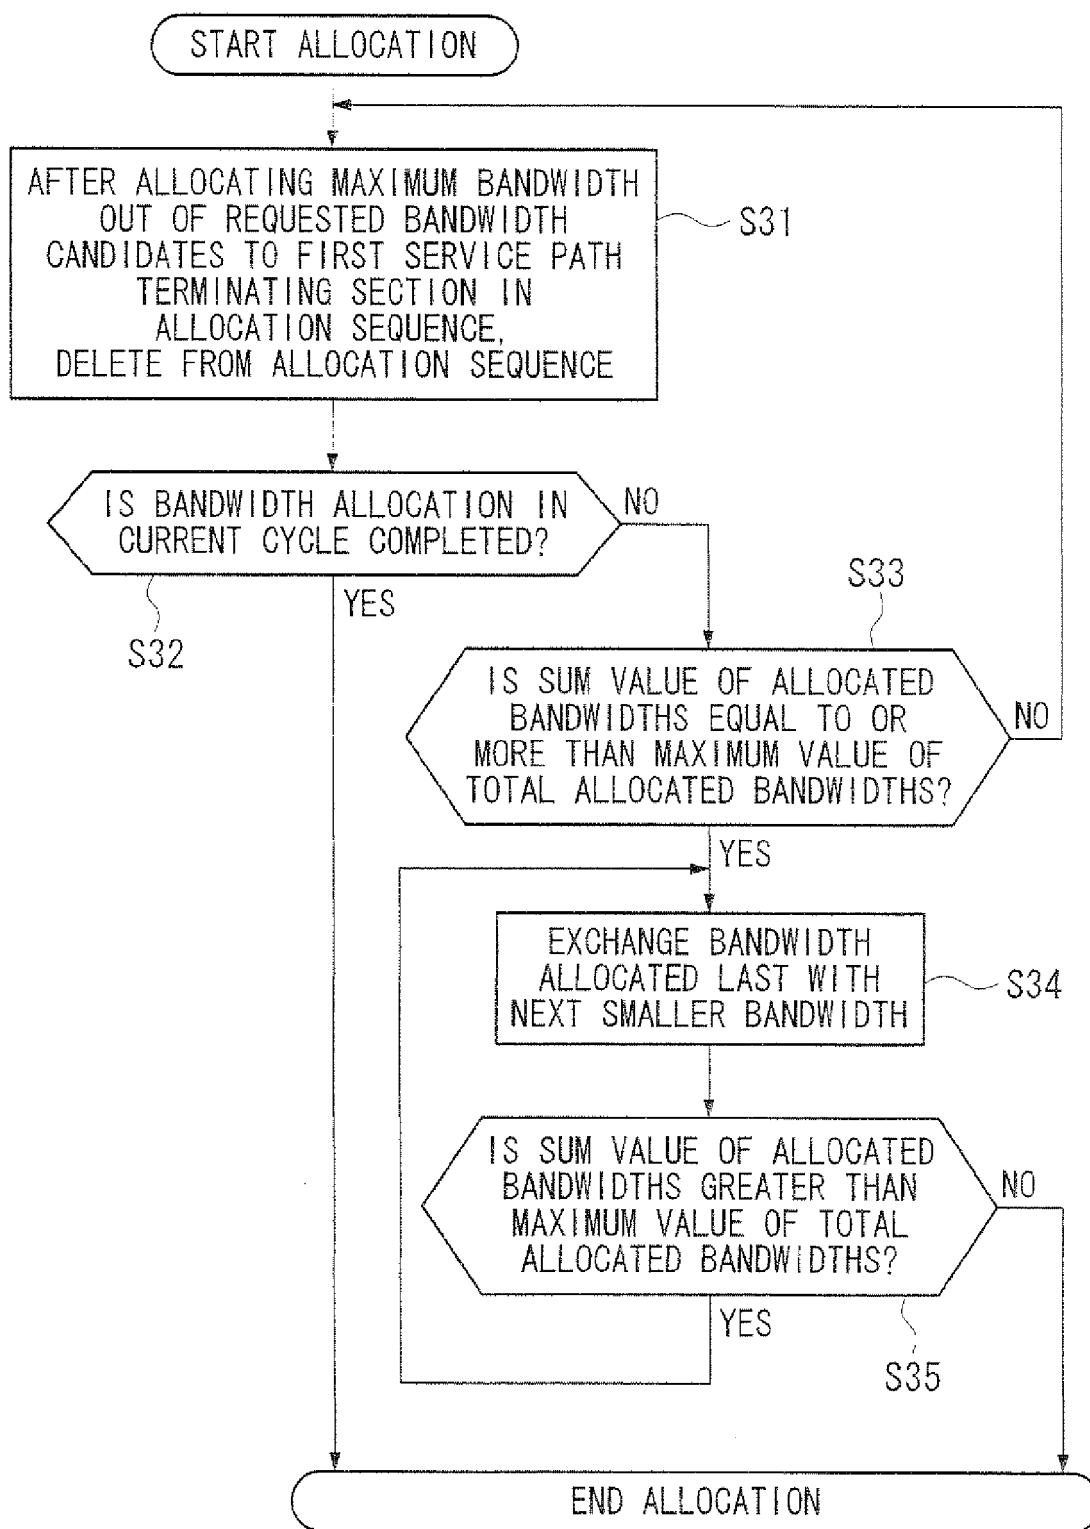 START ALLOCATION
AFTER ALLOCATING MAXIMUM BANDWIDTH
OUT OF REQUESTED BANDWIDTH
CANDIDATES TO FIRST SERVICE PATH
TERMINATING SECTION IN
ALLOCATION SEQUENCE,
DELETE FROM ALLOCATION SEQUENCE
S31
IS BANDWIDTH ALLOCATION IN
CURRENT CYCLE COMPLETED?
NO
YES
S32
S33
IS SUM VALUE OF ALLOCATED
BANDWIDTHS EQUAL TO OR
MORE THAN MAXIMUM VALUE OF
TOTAL ALLOCATED BANDWIDTHS?
NO
YES
EXCHANGE BANDWIDTH
ALLOCATED LAST WITH
NEXT SMALLER BANDWIDTH
S34
IS SUM VALUE OF ALLOCATED
BANDWIDTHS GREATER THAN
MAXIMUM VALUE OF TOTAL
ALLOCATED BANDWIDTHS?
NO
YES
S35
END ALLOCATION